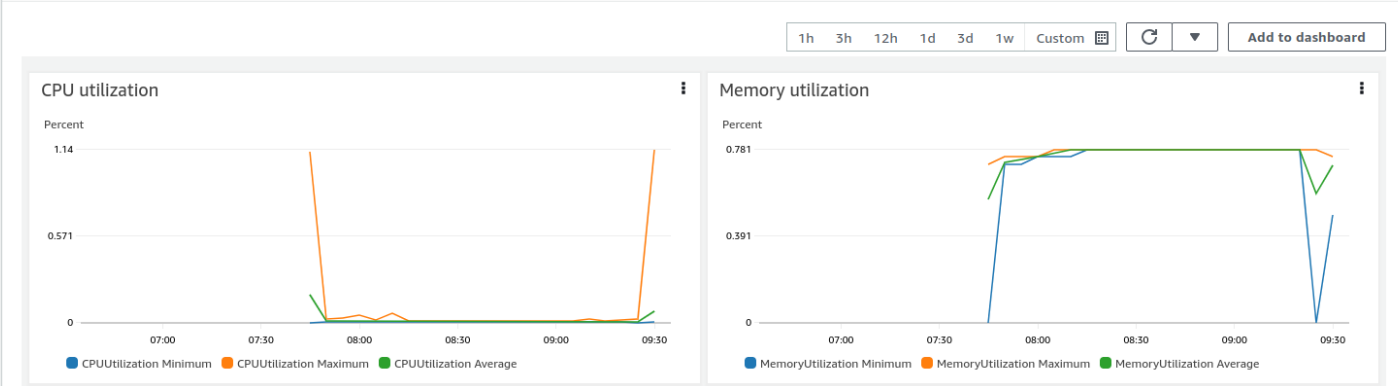 1h 3h 12h 1d 3d 1w Custom Add to dashboard
CPU utilization
Percent
1.14
0.571
0
07:00 07:30 08:00 08:30 09:00 09:30
CPUUtilization Minimum CPUUtilization Maximum CPUUtilization Average
Memory utilization
Percent
0.781
0.391
0
07:00 07:30 08:00 08:30 09:00 09:30
MemoryUtilization Minimum MemoryUtilization Maximum MemoryUtilization Average